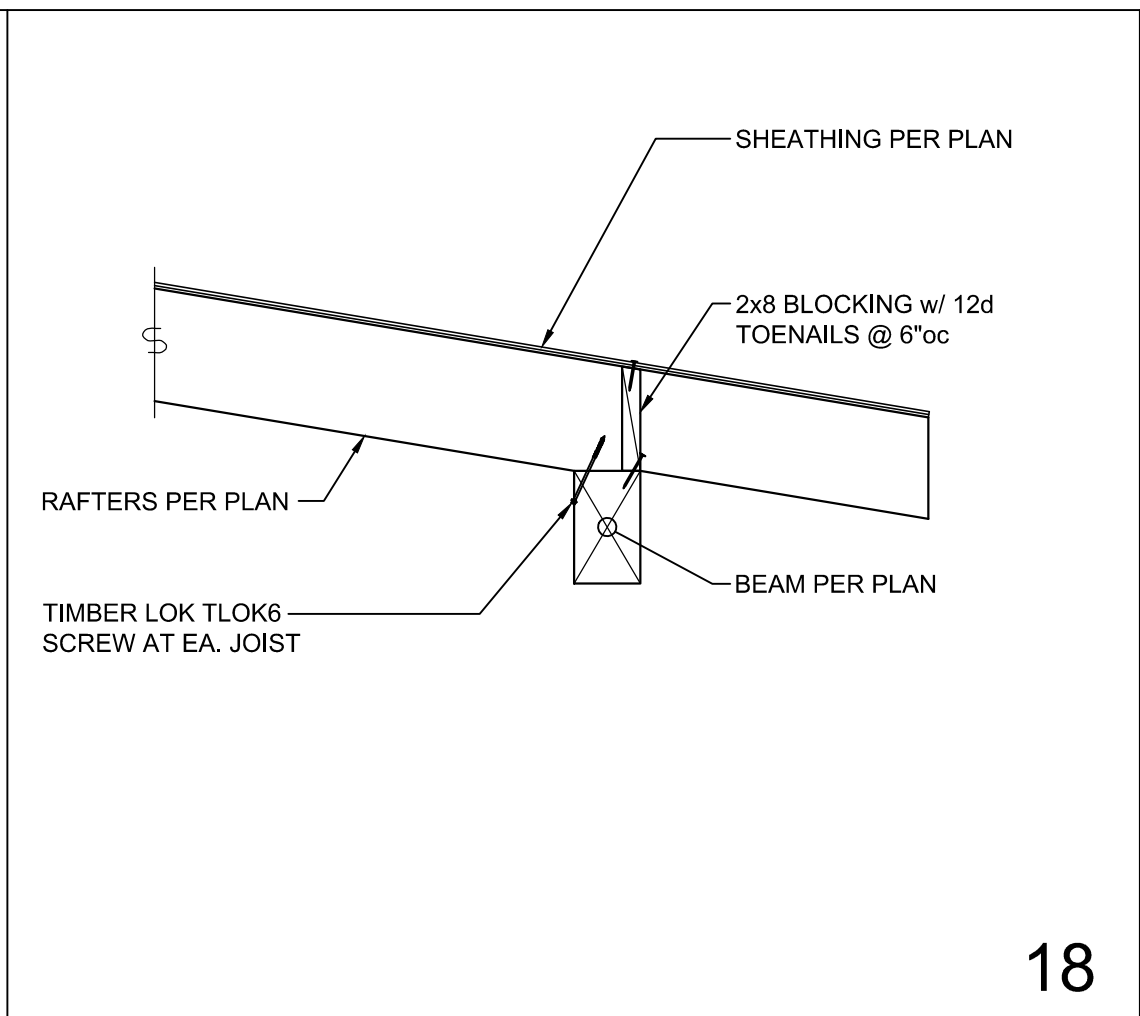 SHEATHING PER PLAN
2x8 BLOCKING w/ 12d
TOENAILS @ 6"oc
RAFTERS PER PLAN
BEAM PER PLAN
TIMBER LOK TLOK6
SCREW AT EA. JOIST
18